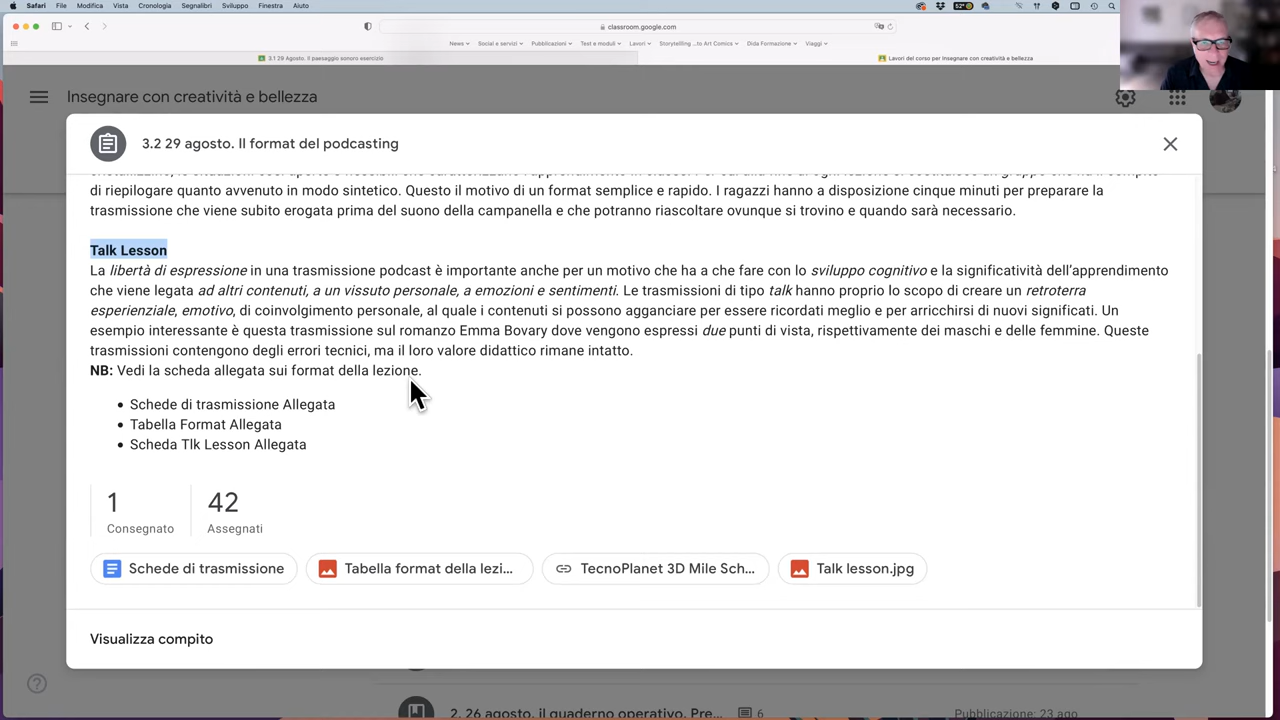 Safari File Modifica Vista Cronologia Segnalibri Sviluppo Finestra Aiuto
52°
classroom.google.com
News Social e servizi Pubblicazioni Test e moduli Lavori Storytelling ...to Art Comics Dida Formazione Viaggi
3.1 29 Agosto. Il paesaggio sonoro esercizio
Lavori del corso per Insegnare con creatività e bellezza
Insegnare con creatività e bellezza
3.2 29 agosto. Il format del podcasting
di riepilogare quanto avvenuto in modo sintetico. Questo il motivo di un format semplice e rapido. I ragazzi hanno a disposizione cinque minuti per preparare la
trasmissione che viene subito erogata prima del suono della campanella e che potranno riascoltare ovunque si trovino e quando sarà necessario.
Talk Lesson
La libertà di espressione in una trasmissione podcast è importante anche per un motivo che ha a che fare con lo sviluppo cognitivo e la significatività dell'apprendimento
che viene legata ad altri contenuti, a un vissuto personale, a emozioni e sentimenti. Le trasmissioni di tipo talk hanno proprio lo scopo di creare un retroterra
esperienziale, emotivo, di coinvolgimento personale, al quale i contenuti si possono agganciare per essere ricordati meglio e per arricchirsi di nuovi significati. Un
esempio interessante è questa trasmissione sul romanzo Emma Bovary dove vengono espressi due punti di vista, rispettivamente dei maschi e delle femmine. Queste
trasmissioni contengono degli errori tecnici, ma il loro valore didattico rimane intatto.
NB: Vedi la scheda allegata sui format della lezione.
Schede di trasmissione Allegata
Tabella Format Allegata
Scheda Tlk Lesson Allegata
1 42
Consegnato Assegnati
Schede di trasmissione Tabella format della lezi... TecnoPlanet 3D Mile Sch... Talk lesson.jpg
Visualizza compito
2. 26 agosto. il quaderno operativo. Pre... 6 Pubblicazione: 23 ago